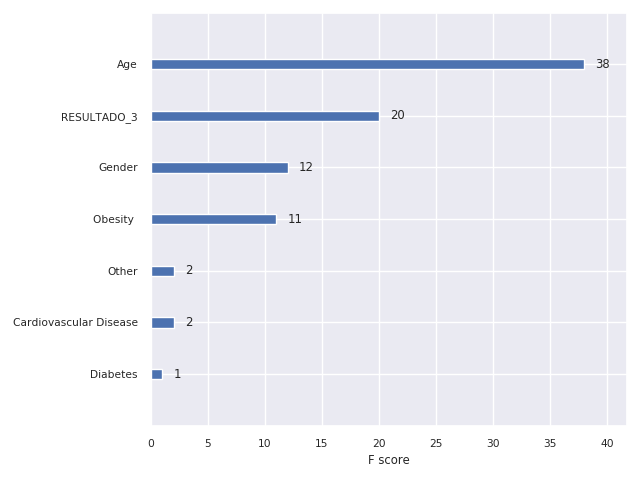 Age 38
RESULTADO_3 20
Gender 12
Obesity 11
Other 2
Cardiovascular Disease 2
Diabetes 1
0 5 10 15 20 25 30 35 40
F score